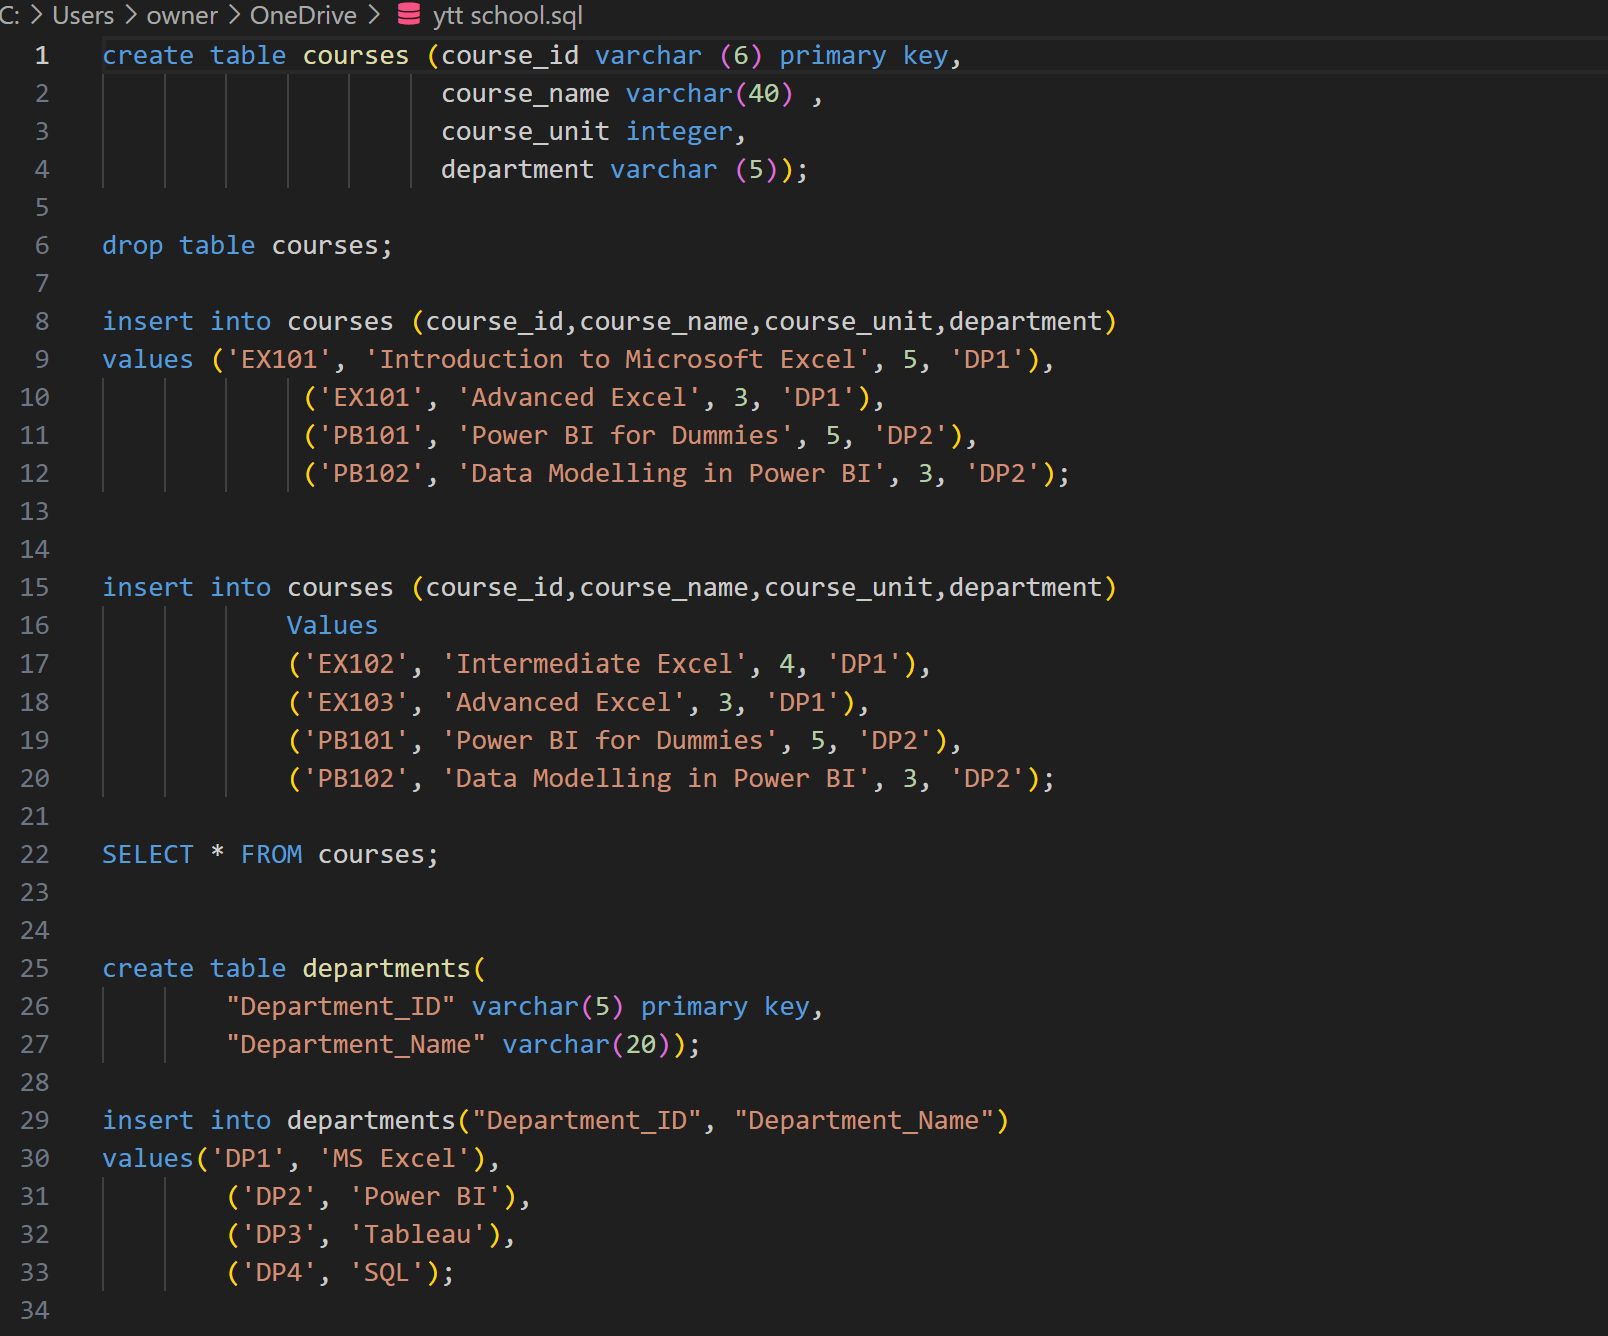 C: > Users > owner > OneDrive > ytt school.sql
1 create table courses (course_id varchar (6) primary key,
2 course_name varchar(40) ,
3 course_unit integer,
4 department varchar (5));
5
6 drop table courses;
7
8 insert into courses (course_id,course_name,course_unit,department)
9 values ('EX101', 'Introduction to Microsoft Excel', 5, 'DP1'),
10 ('EX101', 'Advanced Excel', 3, 'DP1'),
11 ('PB101', 'Power BI for Dummies', 5, 'DP2'),
12 ('PB102', 'Data Modelling in Power BI', 3, 'DP2');
13
14
15 insert into courses (course_id,course_name,course_unit,department)
16 Values
17 ('EX102', 'Intermediate Excel', 4, 'DP1'),
18 ('EX103', 'Advanced Excel', 3, 'DP1'),
19 ('PB101', 'Power BI for Dummies', 5, 'DP2'),
20 ('PB102', 'Data Modelling in Power BI', 3, 'DP2');
21
22 SELECT * FROM courses;
23
24
25 create table departments(
26 "Department_ID" varchar(5) primary key,
27 "Department_Name" varchar(20));
28
29 insert into departments("Department_ID", "Department_Name")
30 values('DP1', 'MS Excel'),
31 ('DP2', 'Power BI'),
32 ('DP3', 'Tableau'),
33 ('DP4', 'SQL');
34